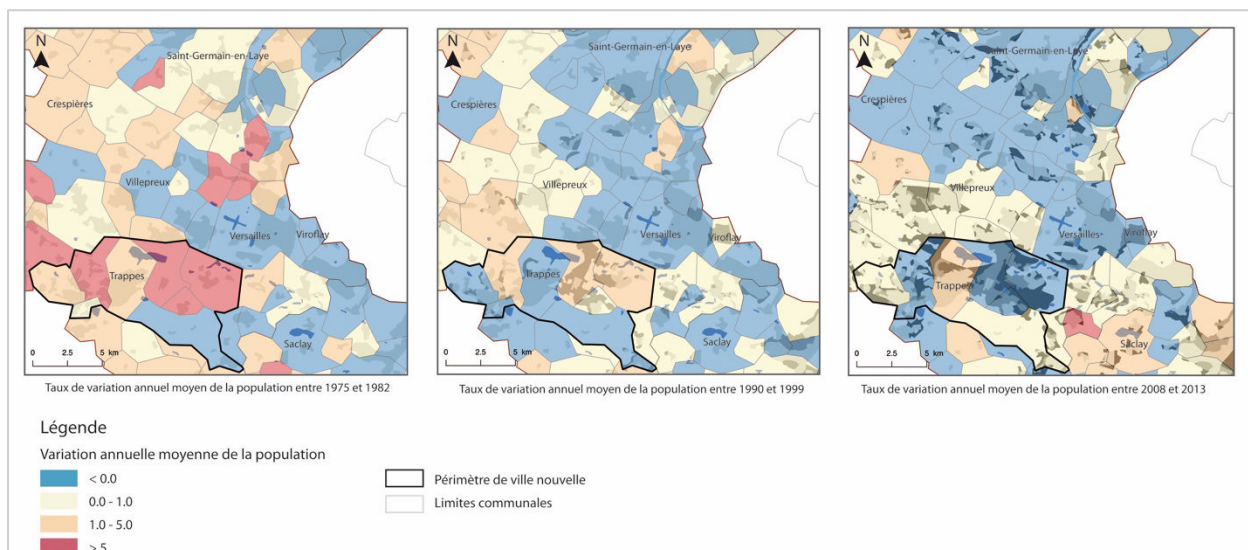 N
Saint-Germain-en-Laye
Crespières
Villepreux
Versailles
Viroflay
Trappes
Saclay
0 2.5 5 km
Taux de variation annuel moyen de la population entre 1975 et 1982
N
Saint-Germain-en-Laye
Crespières
Villepreux
Versailles
Viroflay
Trappes
Saclay
0 2.5 5 km
Taux de variation annuel moyen de la population entre 1990 et 1999
N
Saint-Germain-en-Laye
Crespières
Villepreux
Versailles
Viroflay
Trappes
Saclay
0 2.5 5 km
Taux de variation annuel moyen de la population entre 2008 et 2013
Légende
Variation annuelle moyenne de la population
< 0.0
0.0 - 1.0
1.0 - 5.0
> 5
Périmètre de ville nouvelle
Limites communales